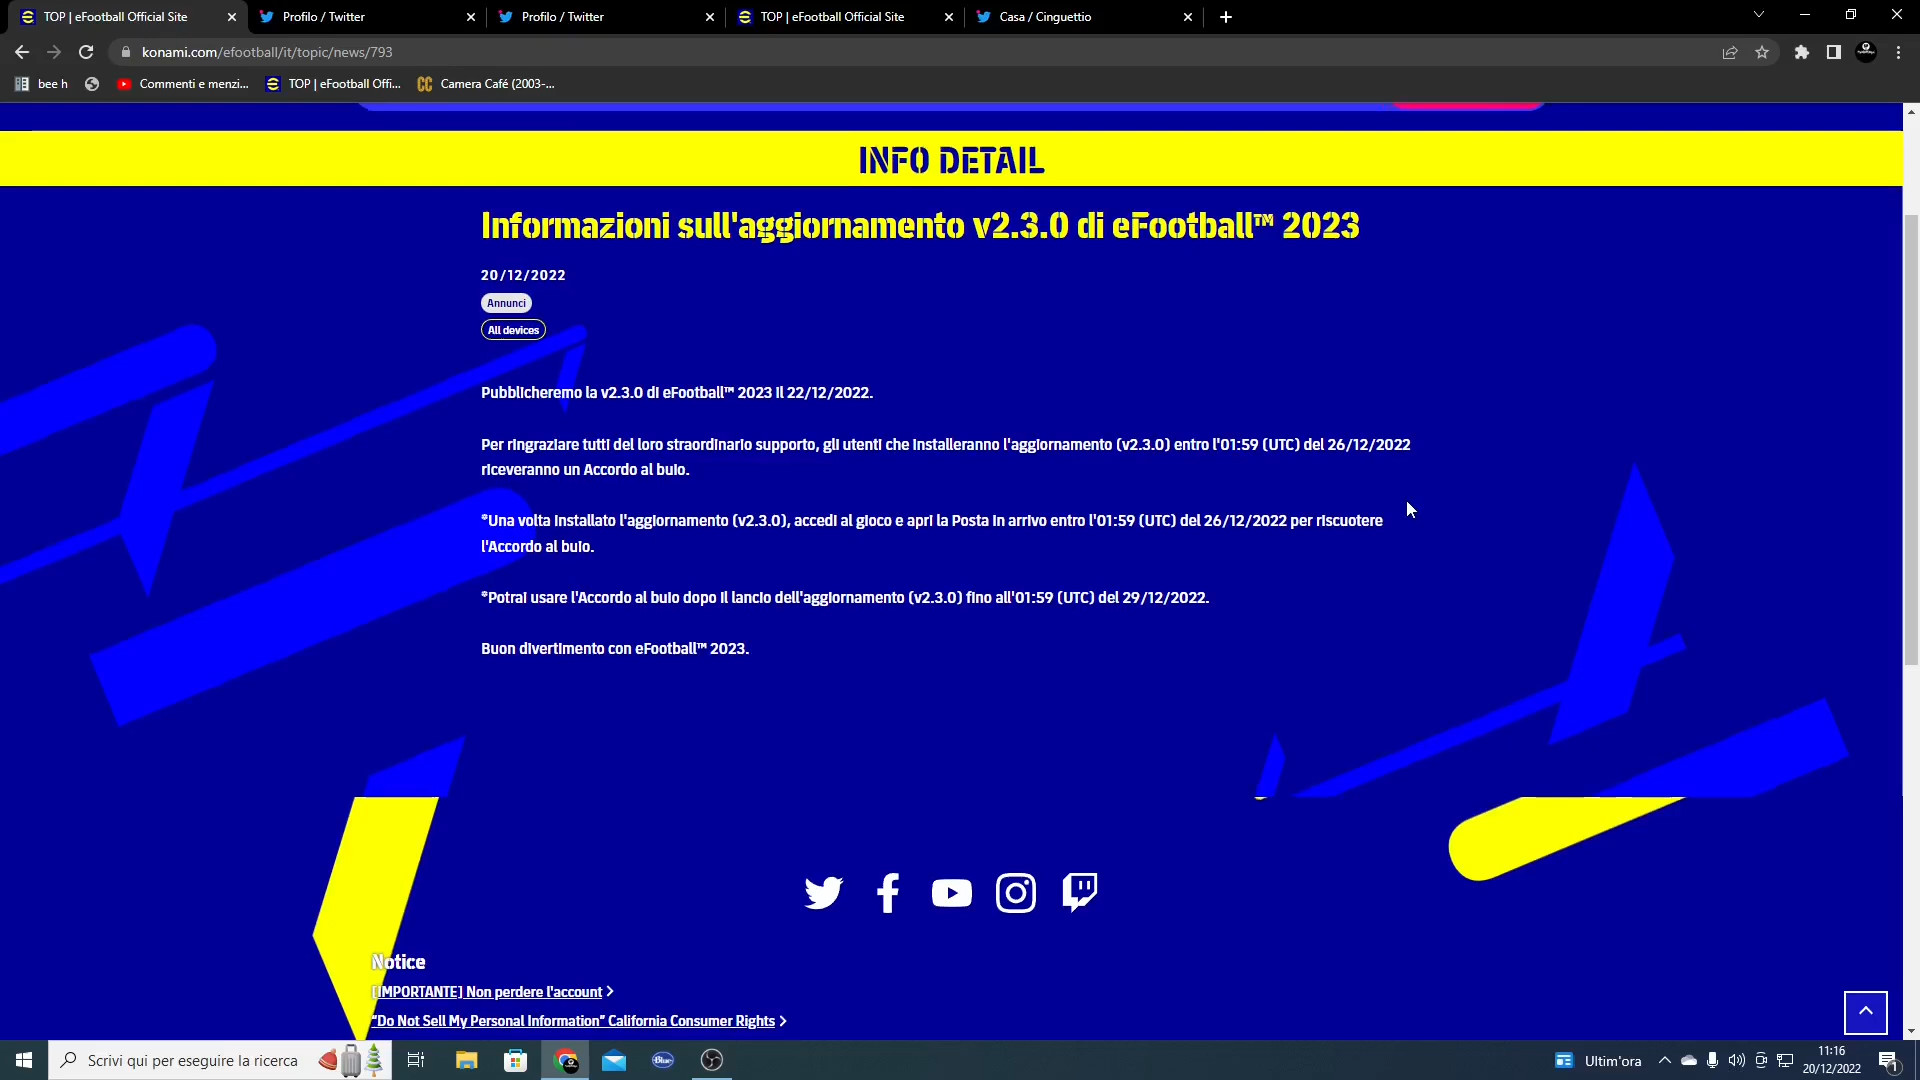 TOP | eFootball Official Site
Profilo / Twitter
Profilo / Twitter
TOP | eFootball Official Site
Casa / Cinguettio
konami.com/efootball/it/topic/news/793
bee h
Commenti e menzi...
TOP | eFootball Offi...
CC
Camera Café (2003-...
INFO DETAIL
Informazioni sull'aggiornamento v2.3.0 di eFootball™ 2023
20/12/2022
Annunci
All devices
Pubblicheremo la v2.3.0 di eFootball™ 2023 il 22/12/2022.
Per ringraziare tutti del loro straordinario supporto, gli utenti che installeranno l'aggiornamento (v2.3.0) entro l'01:59 (UTC) del 26/12/2022
riceveranno un Accordo al buio.
*Una volta installato l'aggiornamento (v2.3.0), accedi al gioco e apri la Posta in arrivo entro l'01:59 (UTC) del 26/12/2022 per riscuotere
l'Accordo al buio.
*Potrai usare l'Accordo al buio dopo il lancio dell'aggiornamento (v2.3.0) fino all'01:59 (UTC) del 29/12/2022.
Buon divertimento con eFootball™ 2023.
Notice
[IMPORTANTE] Non perdere l'account
"Do Not Sell My Personal Information" California Consumer Rights
Scrivi qui per eseguire la ricerca
Blue
Ultim'ora
11:16
20/12/2022
1